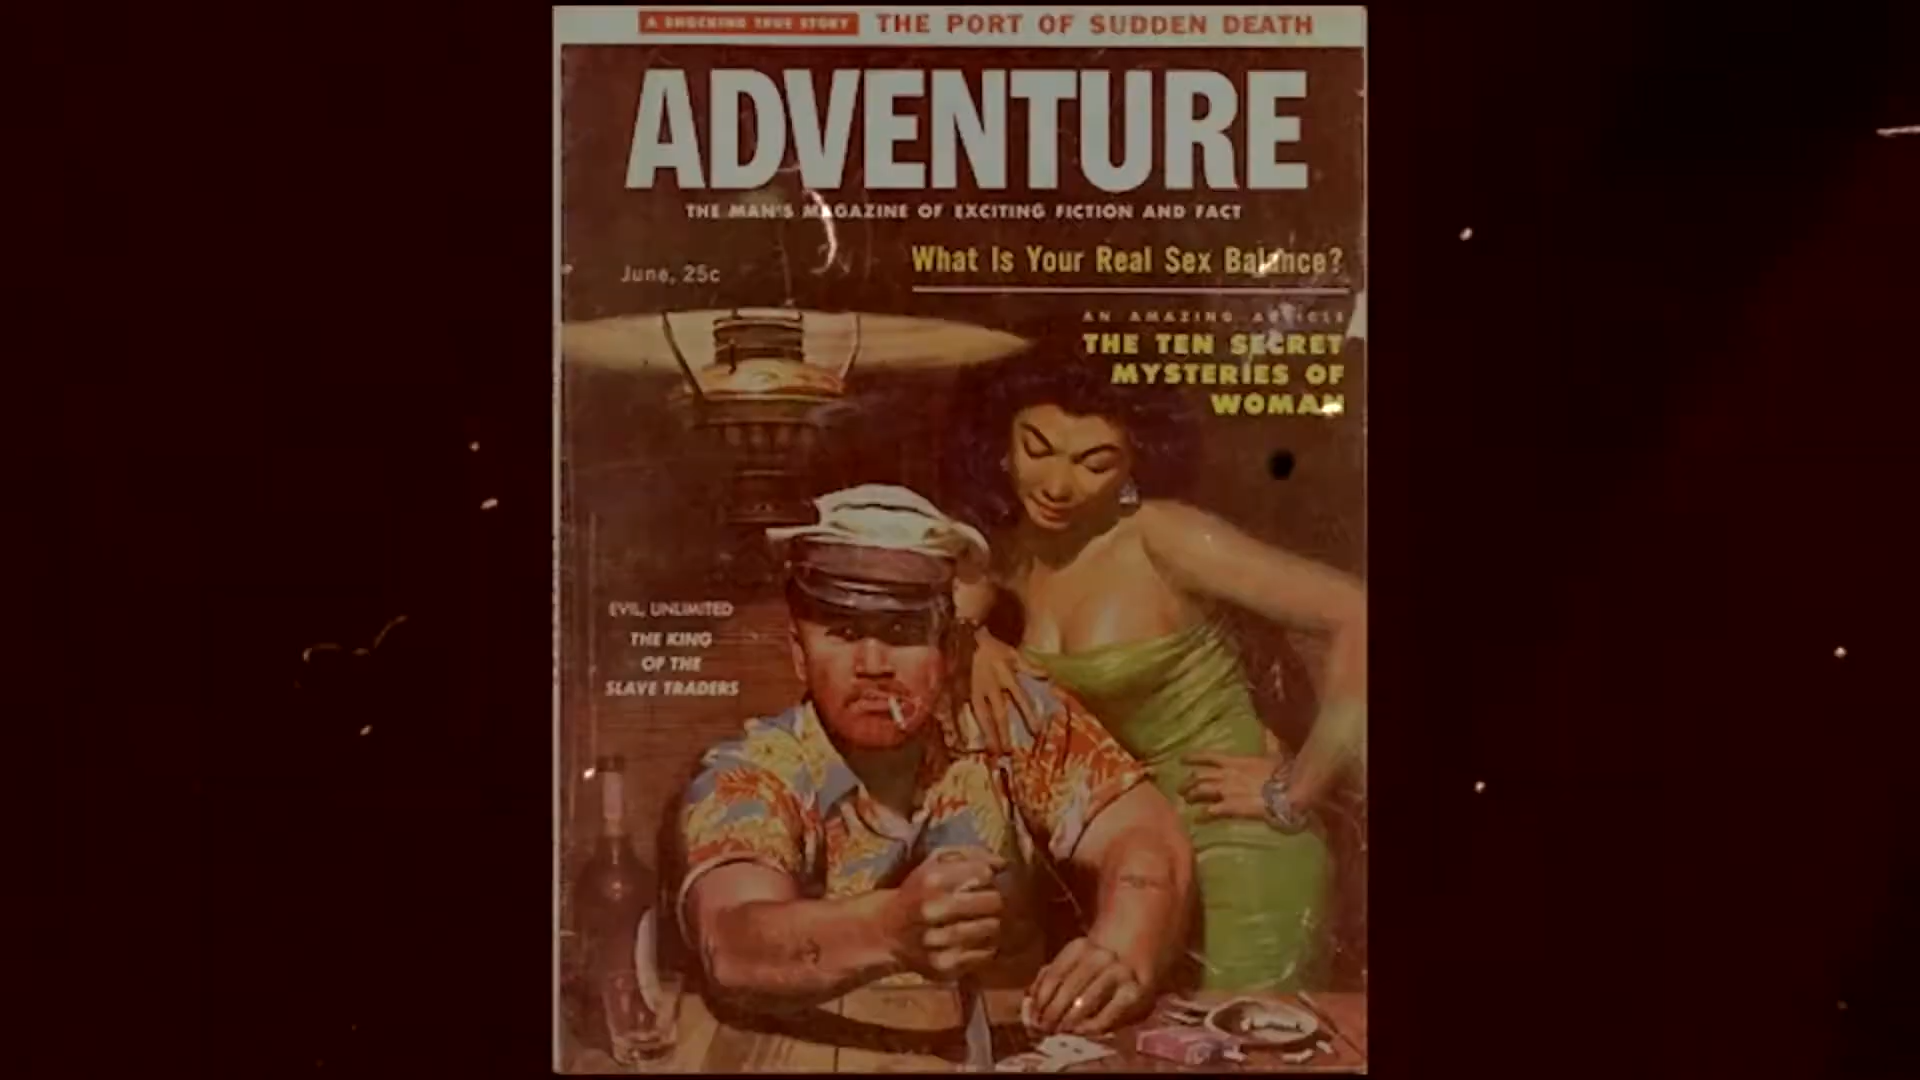 A SHOCKING TRUE STORY THE PORT OF SUDDEN DEATH
ADVENTURE
THE MAN'S MAGAZINE OF EXCITING FICTION AND FACT
June, 25c
What Is Your Real Sex Balance?
AN AMAZING ARTICLE
THE TEN SECRET
MYSTERIES OF
WOMAN
EVIL, UNLIMITED
THE KING
OF THE
SLAVE TRADERS